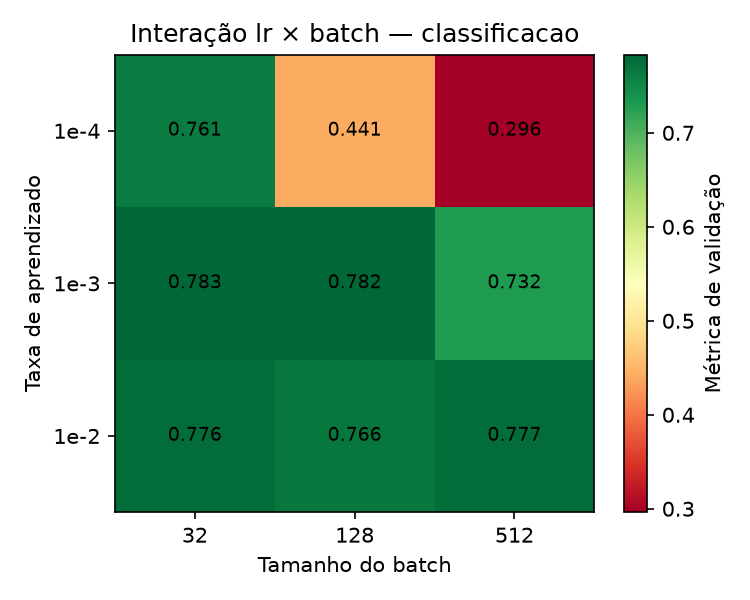 Interação lr × batch — classificacao
Taxa de aprendizado
1e-4
0.761
0.441
0.296
1e-3
0.783
0.782
0.732
1e-2
0.776
0.766
0.777
32
128
512
Tamanho do batch
0.7
0.6
0.5
0.4
0.3
Métrica de validação